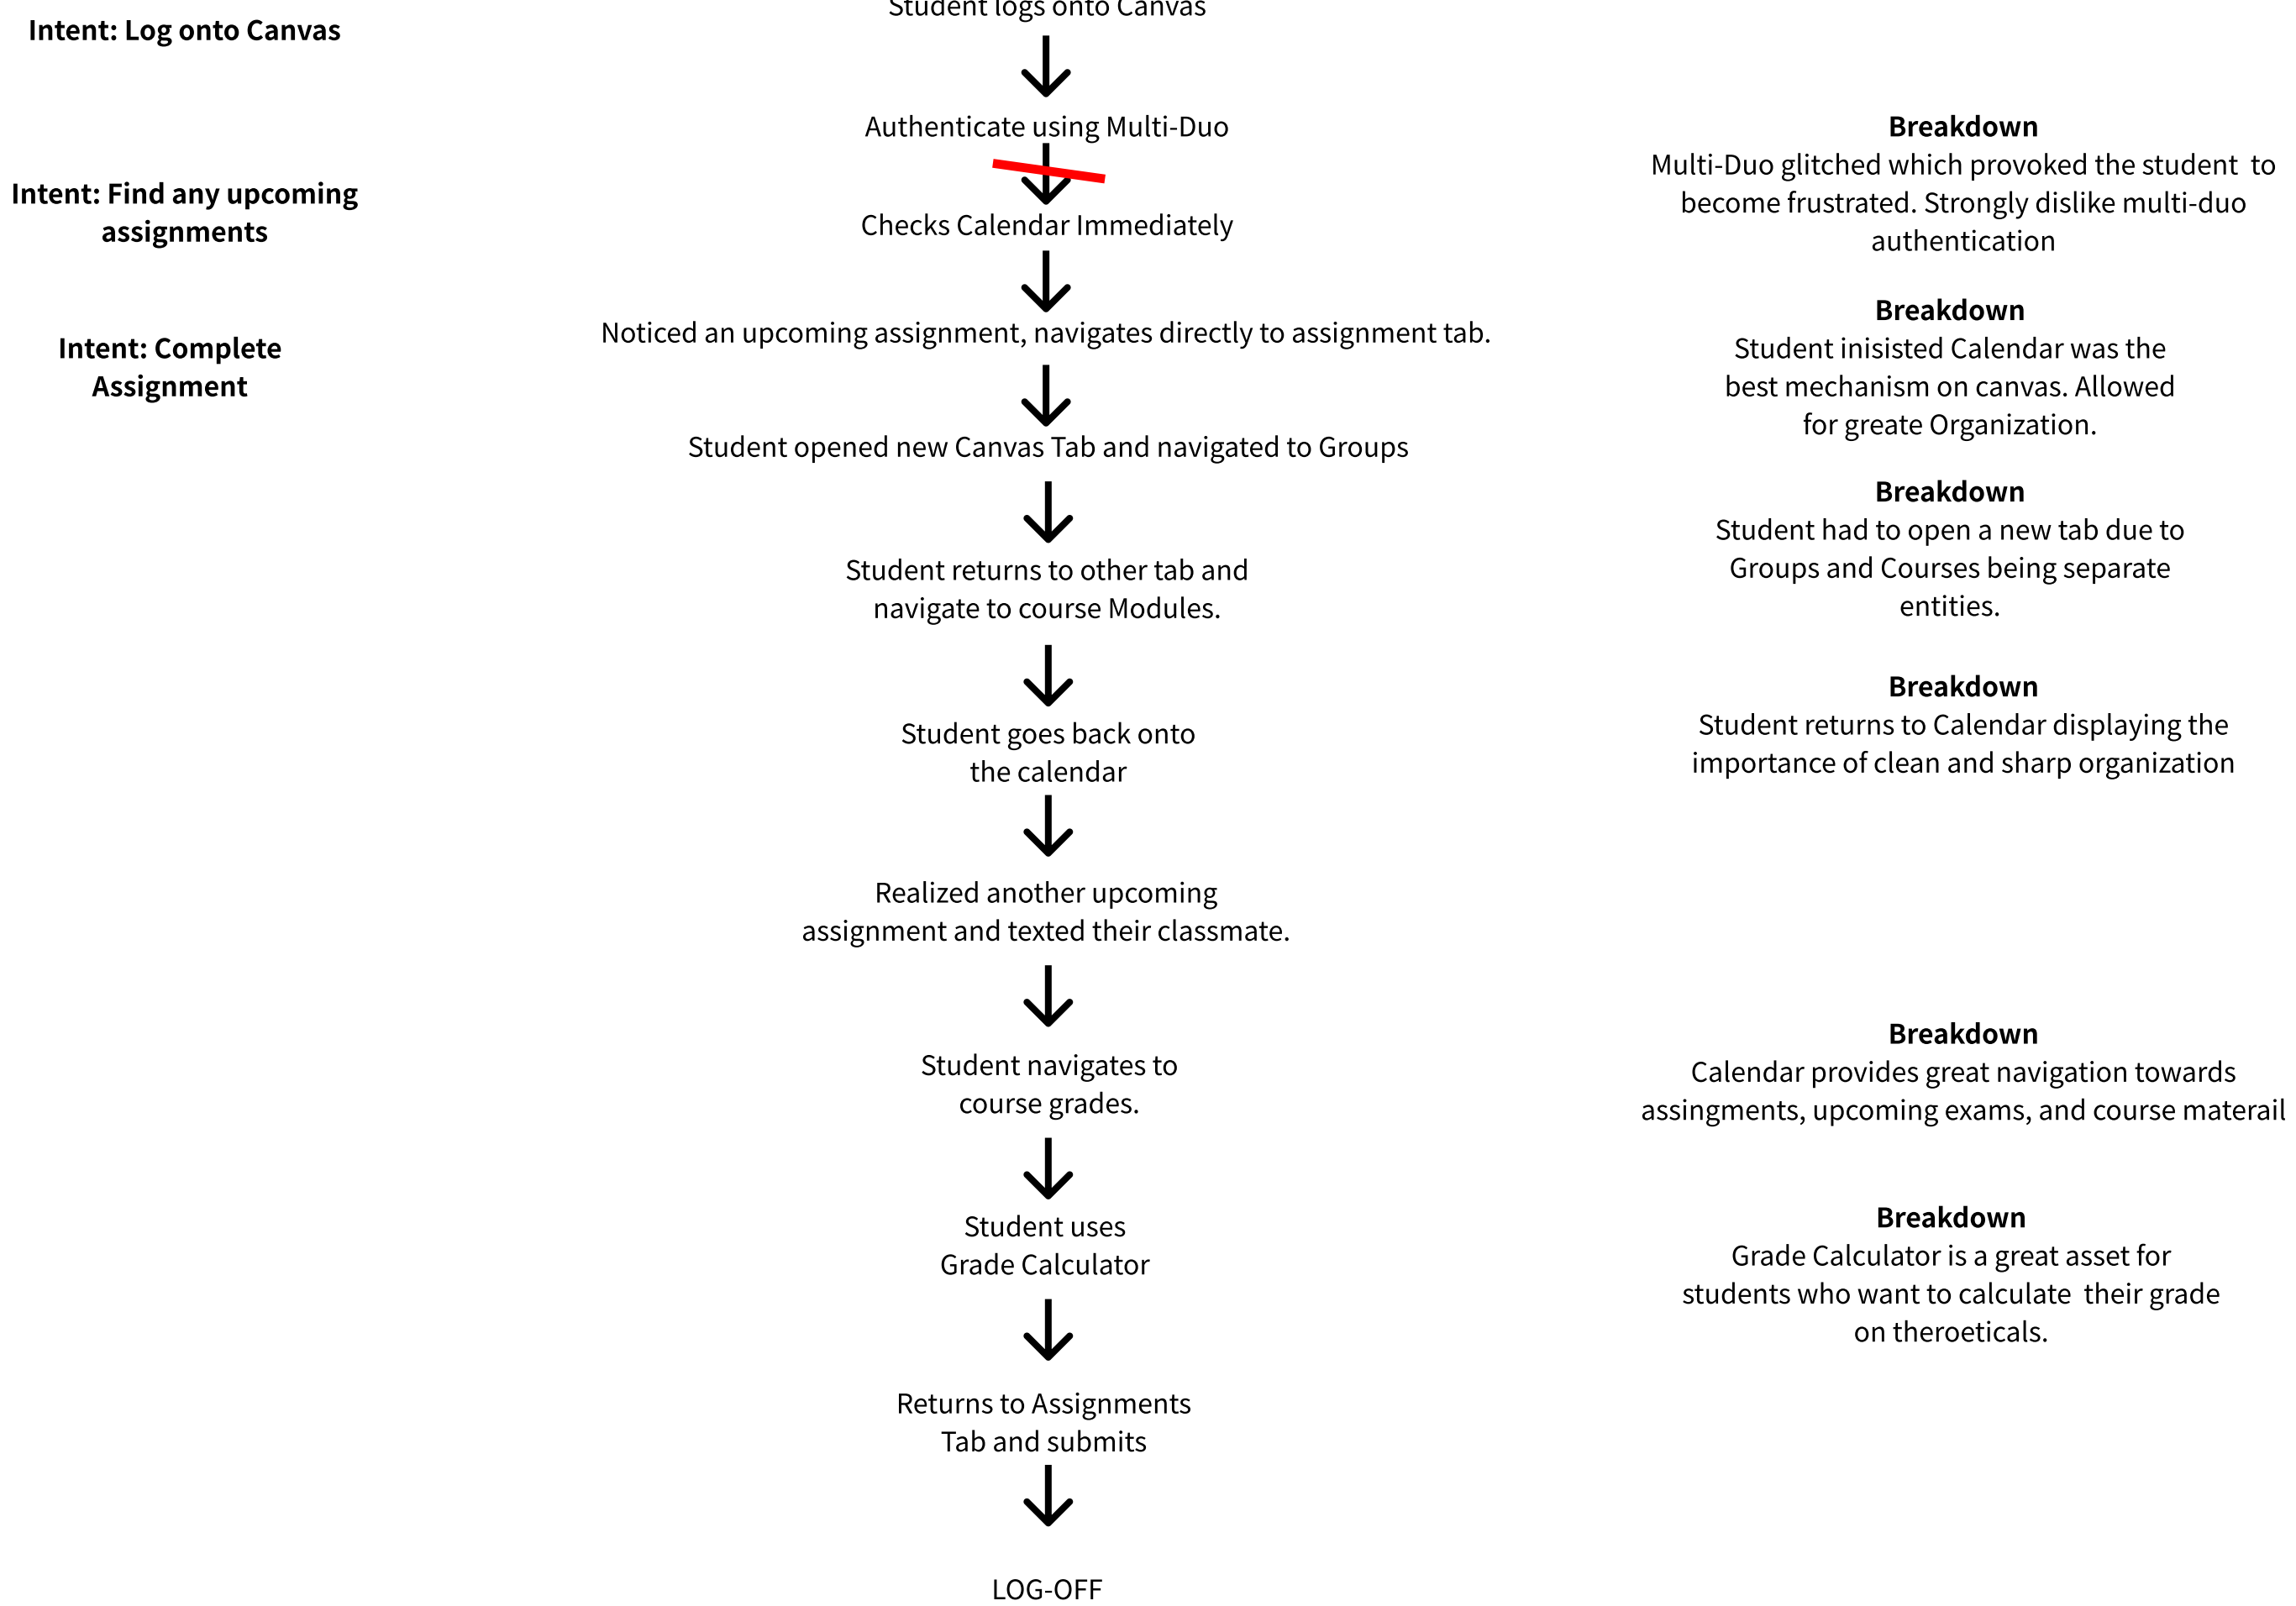 Student logs onto Canvas
Intent: Log onto Canvas
Authenticate using Multi-Duo
Breakdown
Multi-Duo glitched which provoked the student  to
become frustrated. Strongly dislike multi-duo
authentication
Intent: Find any upcoming
assignments
Checks Calendar Immediately
Noticed an upcoming assignment, navigates directly to assignment tab.
Breakdown
Student inisisted Calendar was the
best mechanism on canvas. Allowed
for greate Organization.
Intent: Complete
Assignment
Student opened new Canvas Tab and navigated to Groups
Breakdown
Student had to open a new tab due to
Groups and Courses being separate
entities.
Student returns to other tab and
navigate to course Modules.
Breakdown
Student returns to Calendar displaying the
importance of clean and sharp organization
Student goes back onto
the calendar
Realized another upcoming
assignment and texted their classmate.
Student navigates to
course grades.
Breakdown
Calendar provides great navigation towards
assingments, upcoming exams, and course materail
Student uses
Grade Calculator
Breakdown
Grade Calculator is a great asset for
students who want to calculate  their grade
on theroeticals.
Returns to Assignments
Tab and submits
LOG-OFF